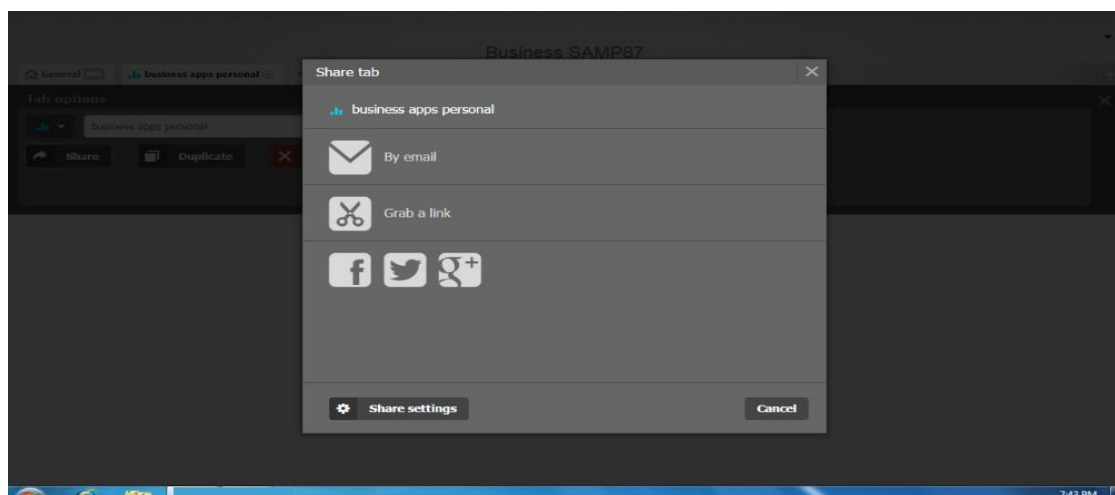 Business SAMP87
General
business apps personal
Tab options
business apps personal
Share
Duplicate
Share tab
business apps personal
By email
Grab a link
Share settings
Cancel
7:43 PM